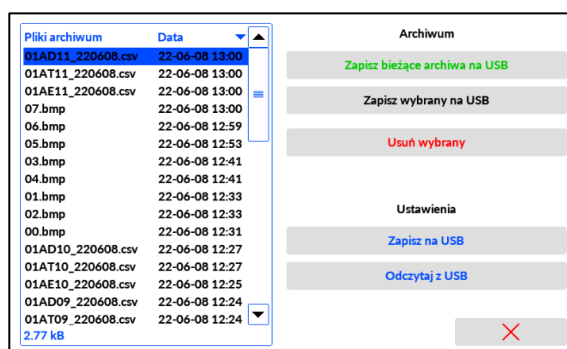 Pliki archiwum Data
01AD11_220608.csv 22-06-08 13:00
01AT11_220608.csv 22-06-08 13:00
01AE11_220608.csv 22-06-08 13:00
07.bmp 22-06-08 13:00
06.bmp 22-06-08 12:59
05.bmp 22-06-08 12:53
03.bmp 22-06-08 12:41
04.bmp 22-06-08 12:41
01.bmp 22-06-08 12:33
02.bmp 22-06-08 12:33
00.bmp 22-06-08 12:31
01AD10_220608.csv 22-06-08 12:27
01AT10_220608.csv 22-06-08 12:27
01AE10_220608.csv 22-06-08 12:25
01AD09_220608.csv 22-06-08 12:24
01AT09_220608.csv 22-06-08 12:24
2.77 kB
Archiwum
Zapisz bieżące archiwa na USB
Zapisz wybrany na USB
Usuń wybrany
Ustawienia
Zapisz na USB
Odczytaj z USB